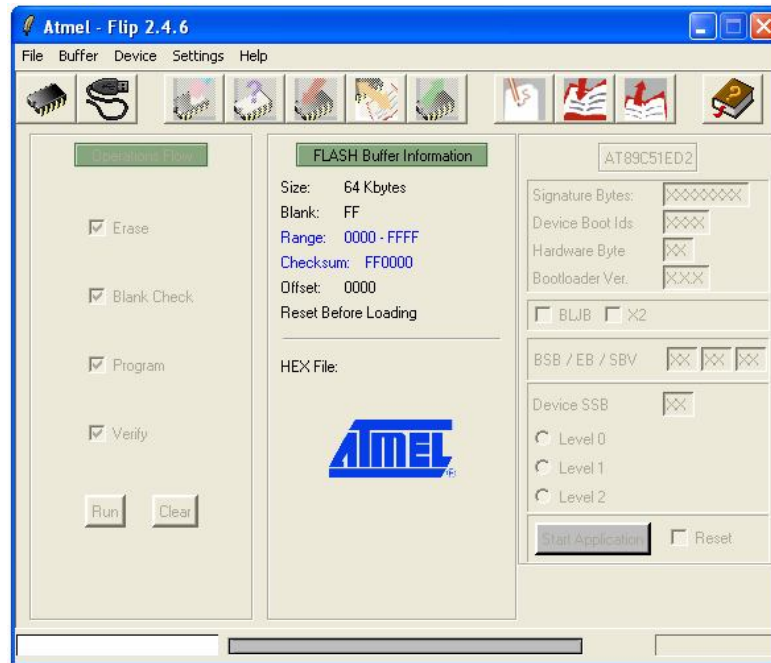 Atmel - Flip 2.4.6
File Buffer Device Settings Help
Operations Flow
Erase
Blank Check
Program
Verify
Run Clear
FLASH Buffer Information
Size: 64 Kbytes
Blank: FF
Range: 0000 - FFFF
Checksum: FF0000
Offset: 0000
Reset Before Loading
HEX File:
ATMEL®
AT89C51ED2
Signature Bytes: XXXXXXXX
Device Boot Ids XXXX
Hardware Byte XX
Bootloader Ver. X.X.X
BLJB X2
BSB / EB / SBV XX XX XX
Device SSB XX
Level 0
Level 1
Level 2
Start Application Reset